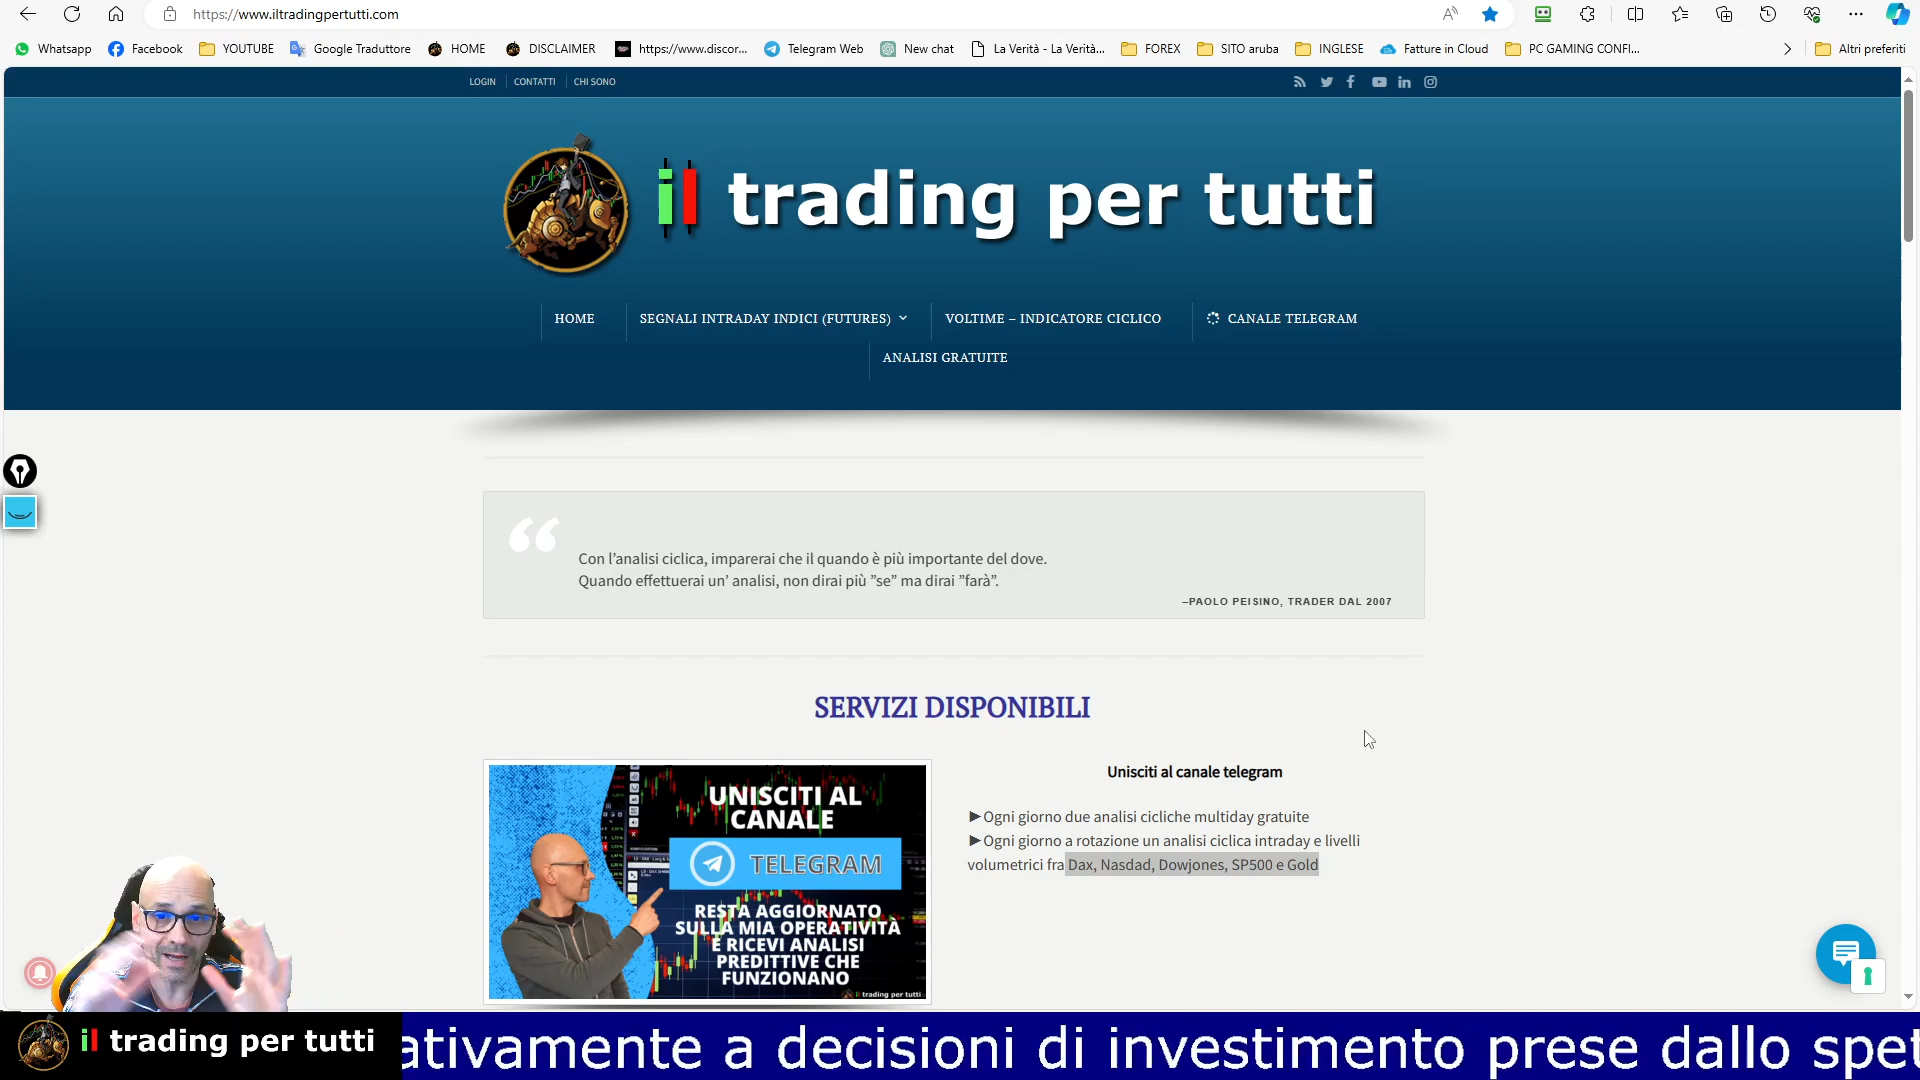 https://www.iltradingpertutti.com
Whatsapp
Facebook
YOUTUBE
Google Traduttore
HOME
DISCLAIMER
https://www.discor...
Telegram Web
New chat
La Verità - La Verità...
FOREX
SITO aruba
INGLESE
Fatture in Cloud
PC GAMING CONFI...
Altri preferiti
LOGIN
CONTATTI
CHI SONO
il trading per tutti
HOME
SEGNALI INTRADAY INDICI (FUTURES)
VOLTIME – INDICATORE CICLICO
CANALE TELEGRAM
ANALISI GRATUITE
Con l’analisi ciclica, imparerai che il quando è più importante del dove.
Quando effettuerai un’ analisi, non dirai più ”se” ma dirai ”farà”.
–PAOLO PEISINO, TRADER DAL 2007
SERVIZI DISPONIBILI
UNISCITI AL
CANALE
TELEGRAM
RESTA AGGIORNATO
SULLA MIA OPERATIVITÀ
E RICEVI ANALISI
PREDITTIVE CHE
FUNZIONANO
il trading per tutti
Unisciti al canale telegram
►Ogni giorno due analisi cicliche multiday gratuite
►Ogni giorno a rotazione un analisi ciclica intraday e livelli
volumetrici fra Dax, Nasdad, Dowjones, SP500 e Gold
il trading per tutti
ativamente a decisioni di investimento prese dallo spet